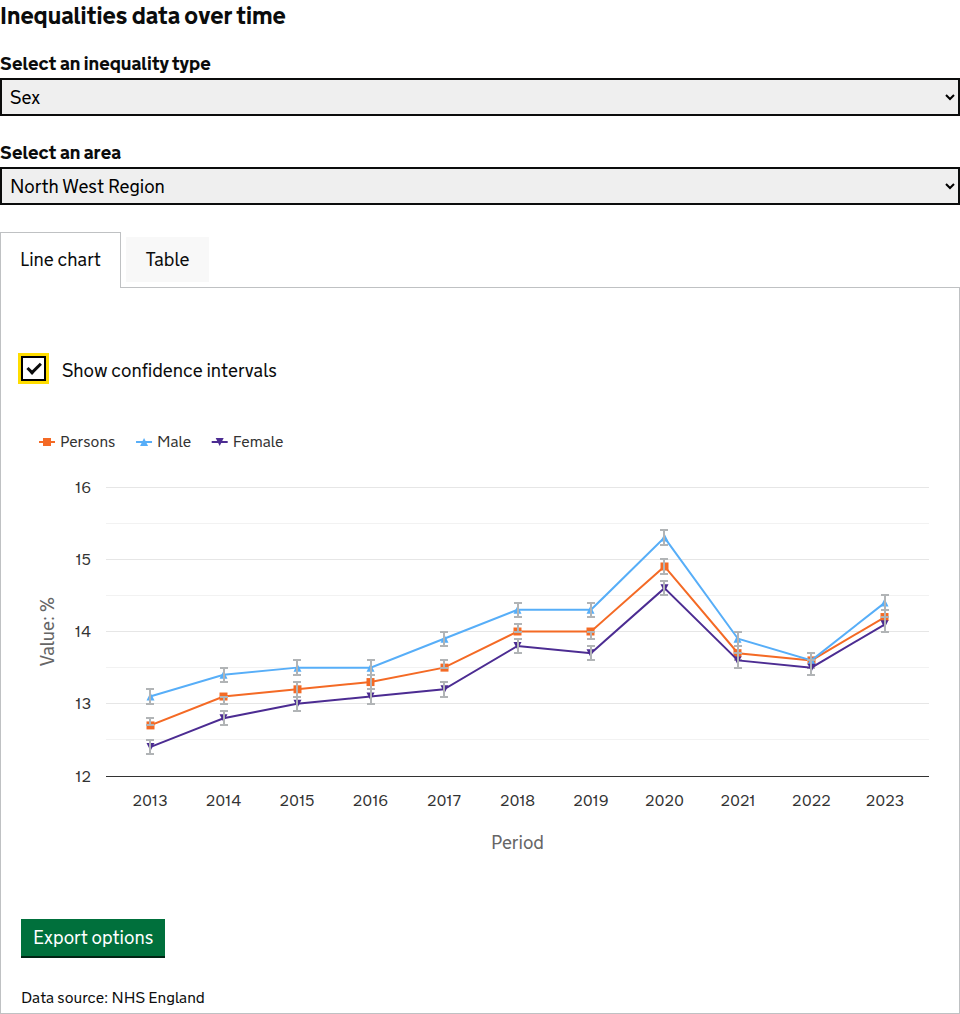 Inequalities data over time
Select an inequality type
Sex
Select an area
North West Region
Line chart Table
Show confidence intervals
Persons Male Female
16
15
14
13
12
Value: %
2013 2014 2015 2016 2017 2018 2019 2020 2021 2022 2023
Period
Export options
Data source: NHS England